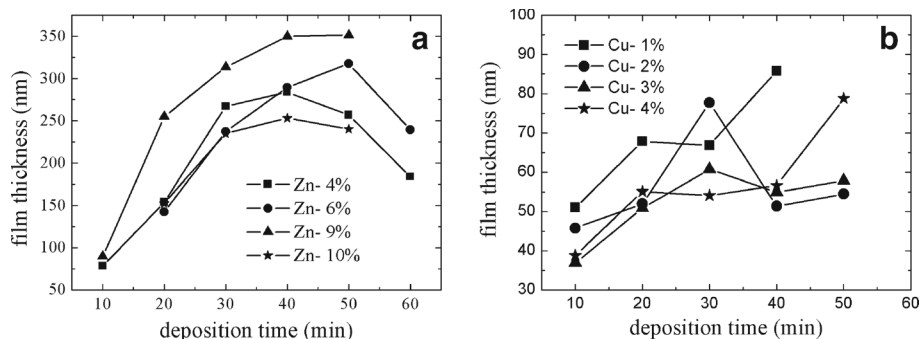 a
350
300
250
200
150
100
50
film thickness (nm)
Zn- 4%
Zn- 6%
Zn- 9%
Zn- 10%
10 20 30 40 50 60
deposition time (min)
b
100
90
80
70
60
50
40
30
film thickness (nm)
Cu- 1%
Cu- 2%
Cu- 3%
Cu- 4%
10 20 30 40 50 60
deposition time (min)